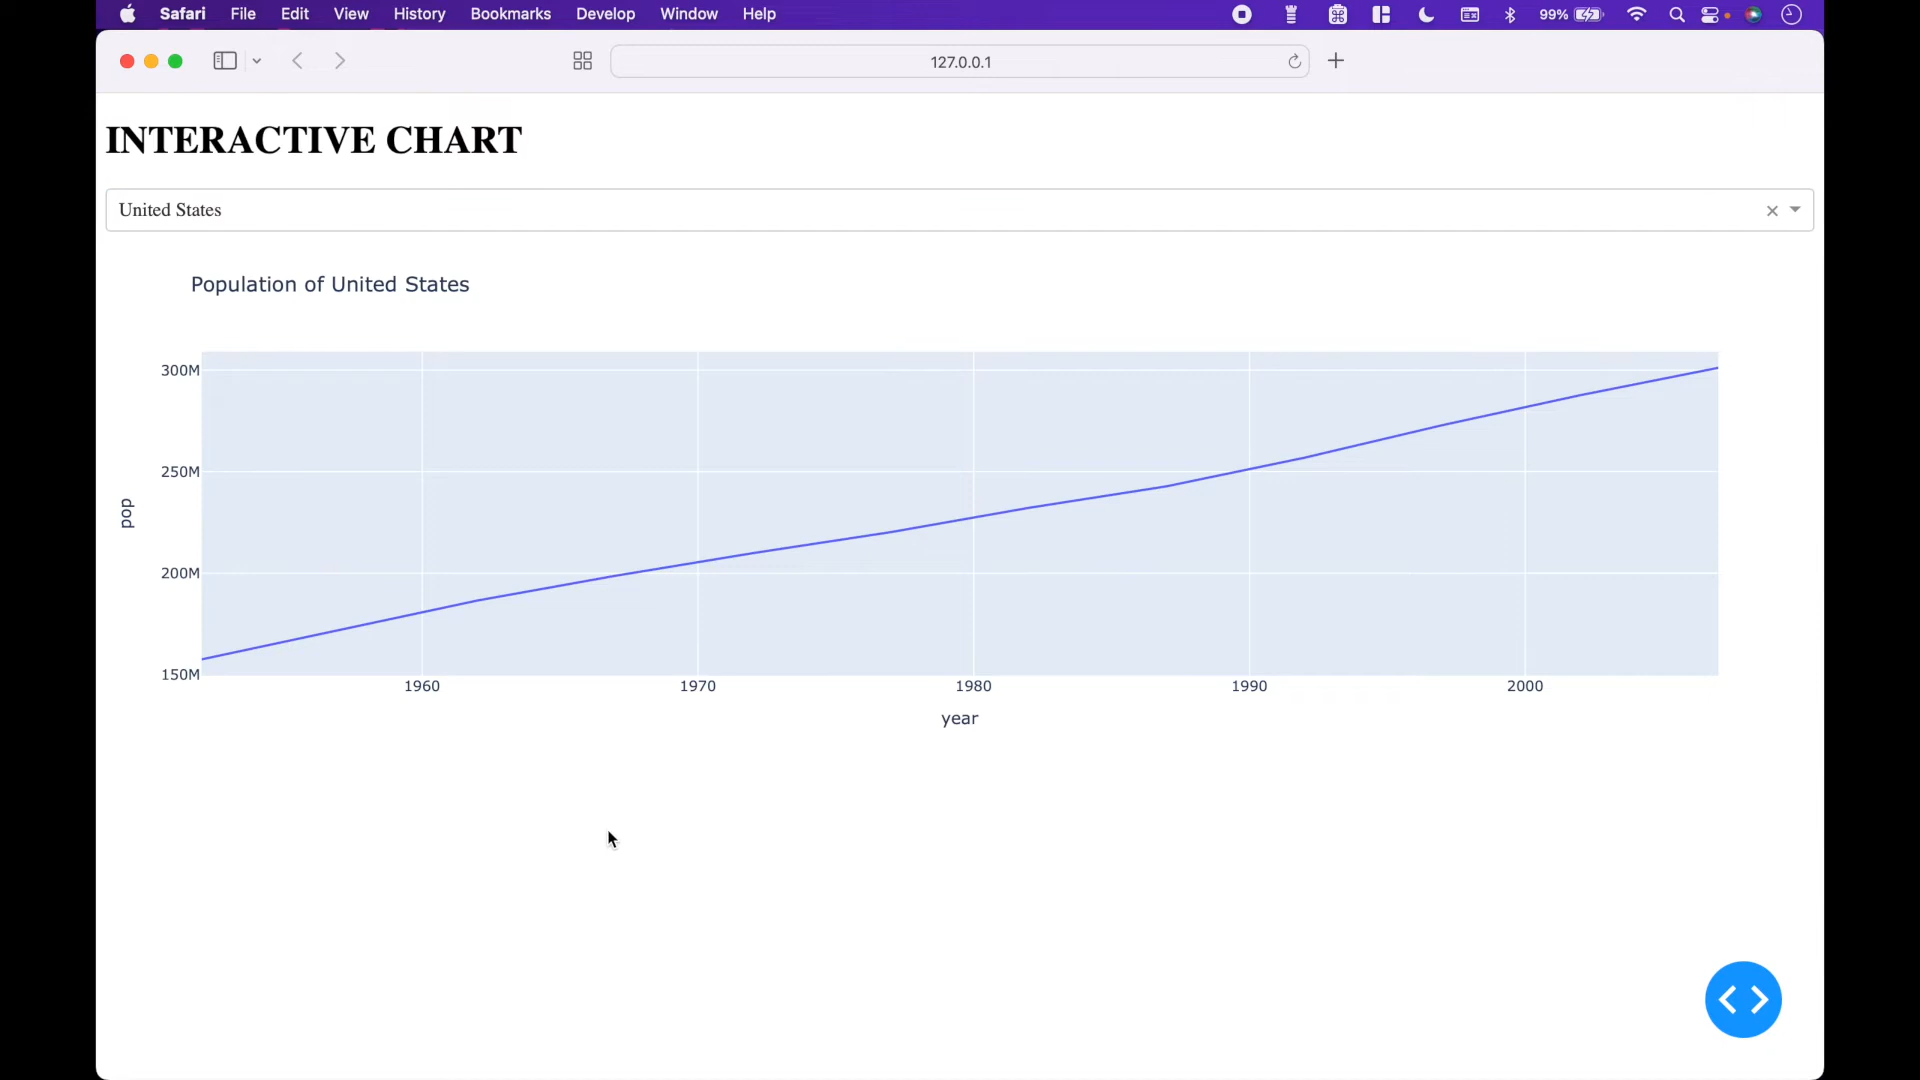 Safari File Edit View History Bookmarks Develop Window Help 99%
127.0.0.1
INTERACTIVE CHART
United States
Population of United States
300M
250M
200M
150M
pop
1960 1970 1980 1990 2000
year